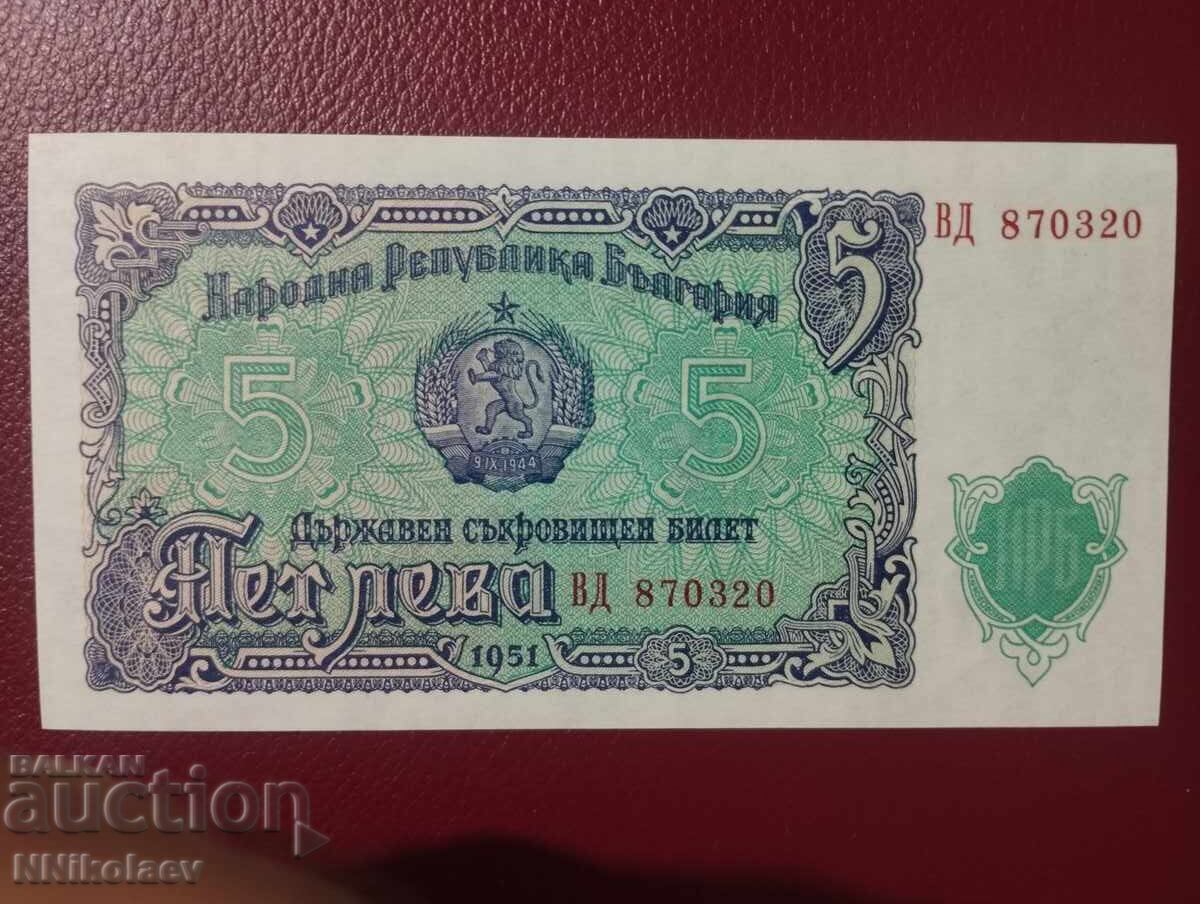 ВД 870320
5
Народна Република България
5
5
9.IX.1944
Държавен съкровищен билет
Пет лева
ВД 870320
1951
5
5
BALKAN
auction
NNikolaev